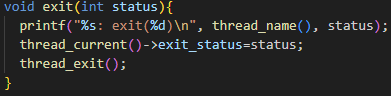 void exit(int status){
  printf("%s: exit(%d)\n", thread_name(), status);
  thread_current()->exit_status=status;
  thread_exit();
}